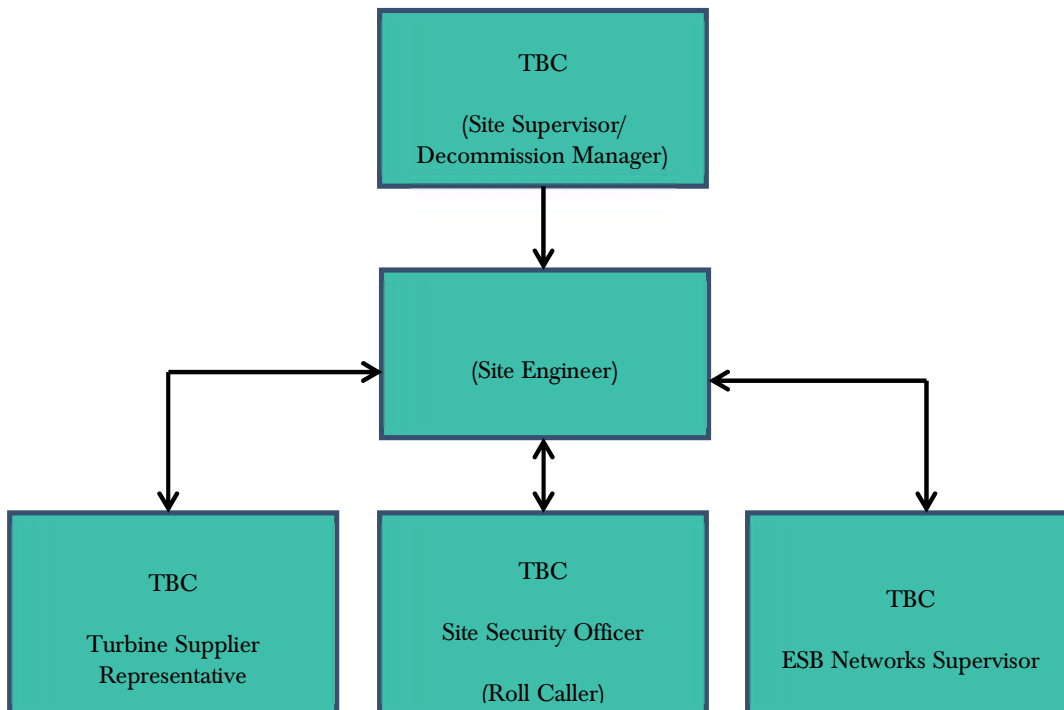 TBC
(Site Supervisor/
Decommission Manager)
(Site Engineer)
TBC
Turbine Supplier
Representative
TBC
Site Security Officer
(Roll Caller)
TBC
ESB Networks Supervisor